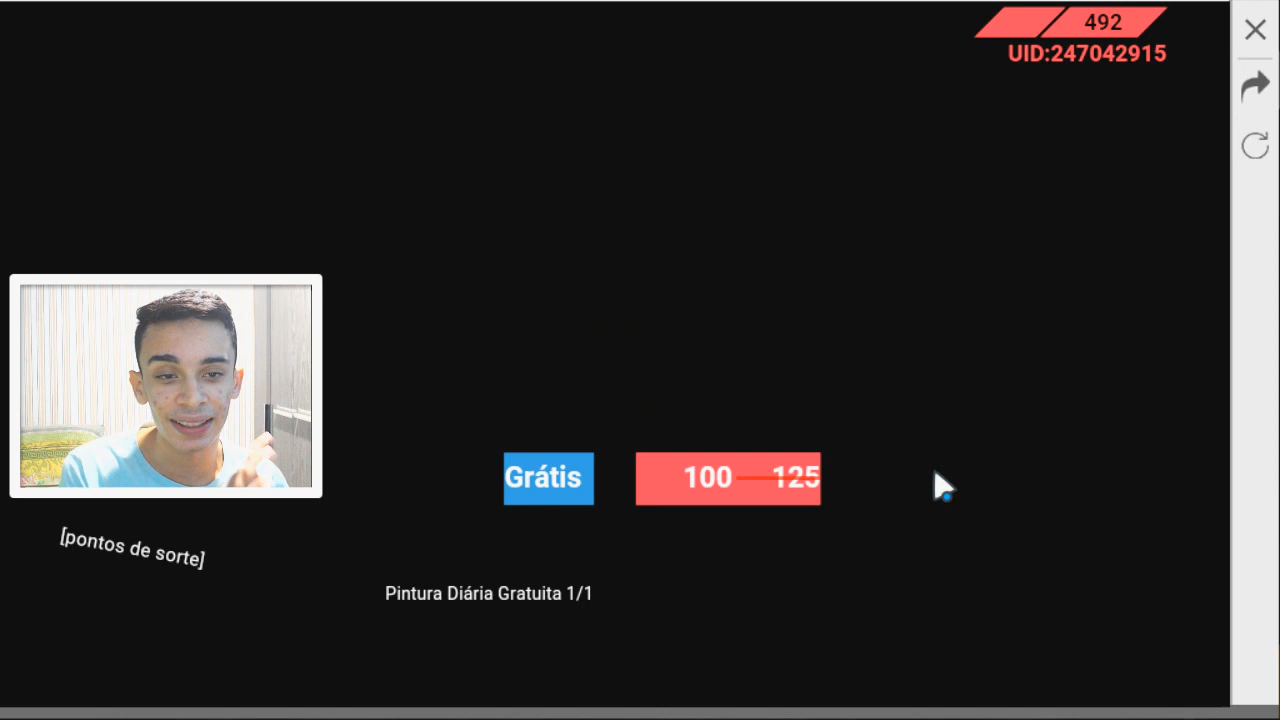 492
UID:247042915
Grátis
100 125
[pontos de sorte]
Pintura Diária Gratuita 1/1